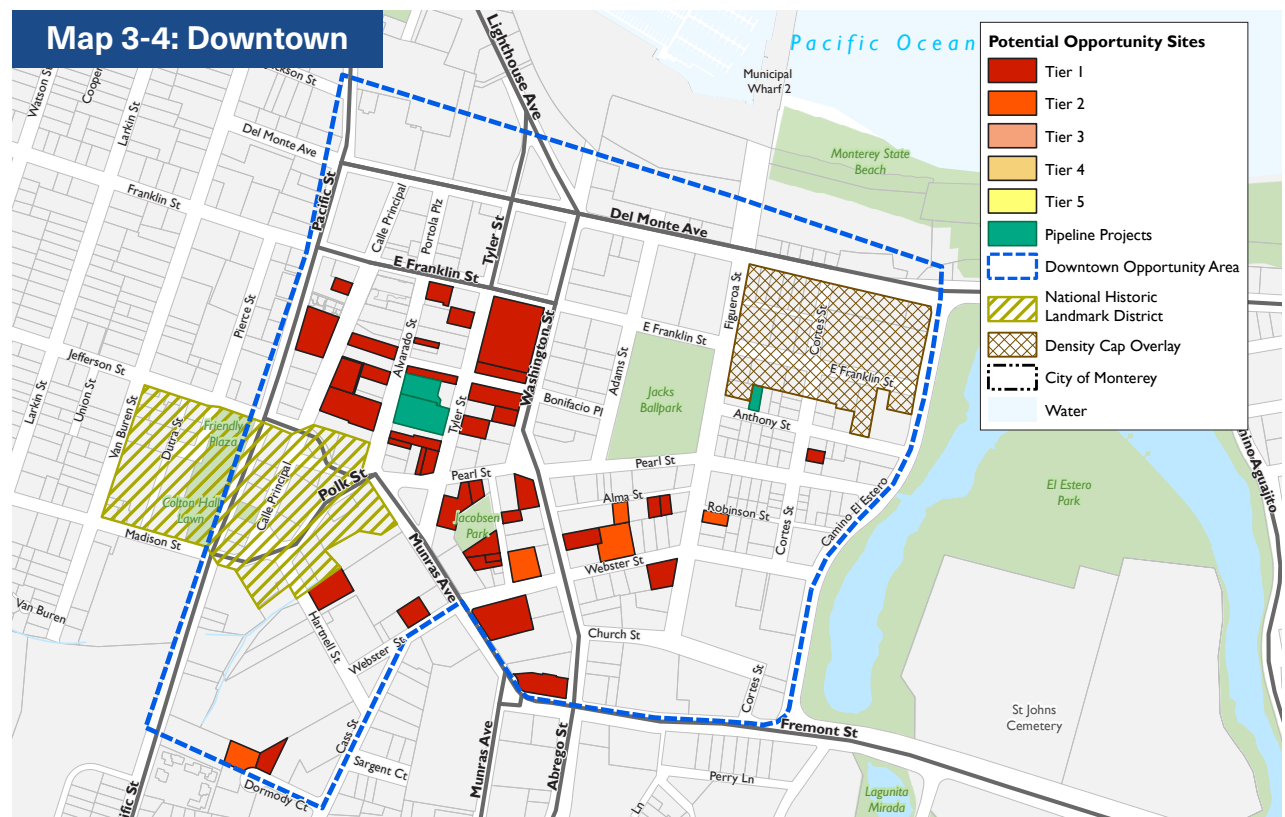 Map 3-4: Downtown
Pacific Ocean
Municipal
Wharf 2
Monterey State
Beach
Potential Opportunity Sites
Tier 1
Tier 2
Tier 3
Tier 4
Tier 5
Pipeline Projects
Downtown Opportunity Area
National Historic
Landmark District
Density Cap Overlay
City of Monterey
Water
Watson St
Cooper
Larkin St
Lighthouse Ave
Del Monte Ave
Franklin St
Pacific St
Calle Principal
Portola Plz
Tyler St
Del Monte Ave
E Franklin St
Pierce St
Alvarado St
Washington St
Figueroa St
E Franklin St
Cortes St
E Franklin St
Adams St
Jacks
Ballpark
Jefferson St
Larkin St
Union St
Van Buren St
Dutra St
Friendly
Plaza
Tyler St
Bonifacio Pl
Anthony St
Pearl St
Pearl St
Polk St
Calle Principal
Colton Hall
Lawn
Madison St
Jacobsen
Park
Alma St
Robinson St
Cortes St
Camino El Estero
El Estero
Park
Munras Ave
Webster St
Van Buren
Hartnell St
Webster St
Church St
Cortes St
St Johns
Cemetery
Fremont St
Cass St
Sargent Ct
Dormody Ct
Munras Ave
Abrego St
Perry Ln
Ln
Lagunita
Mirada